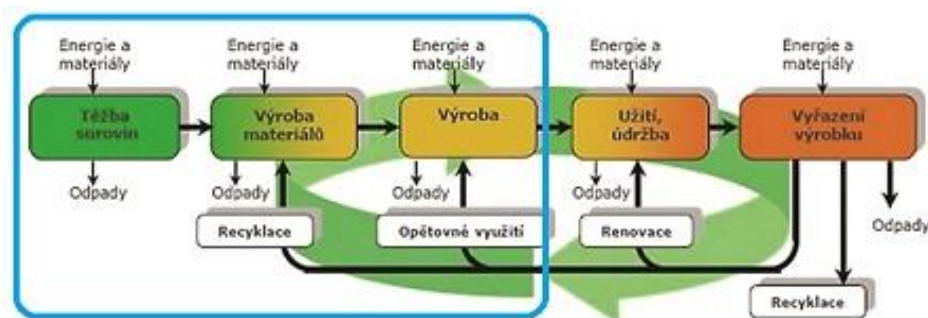 Energie a
materiály
Energie a
materiály
Energie a
materiály
Energie a
materiály
Energie a
materiály
Těžba
surovin
Výroba
materiálů
Výroba
Užití,
údržba
Vyřazení
výrobku
Odpady
Odpady
Odpady
Odpady
Odpady
Recyklace
Opětovné využití
Renovace
Recyklace